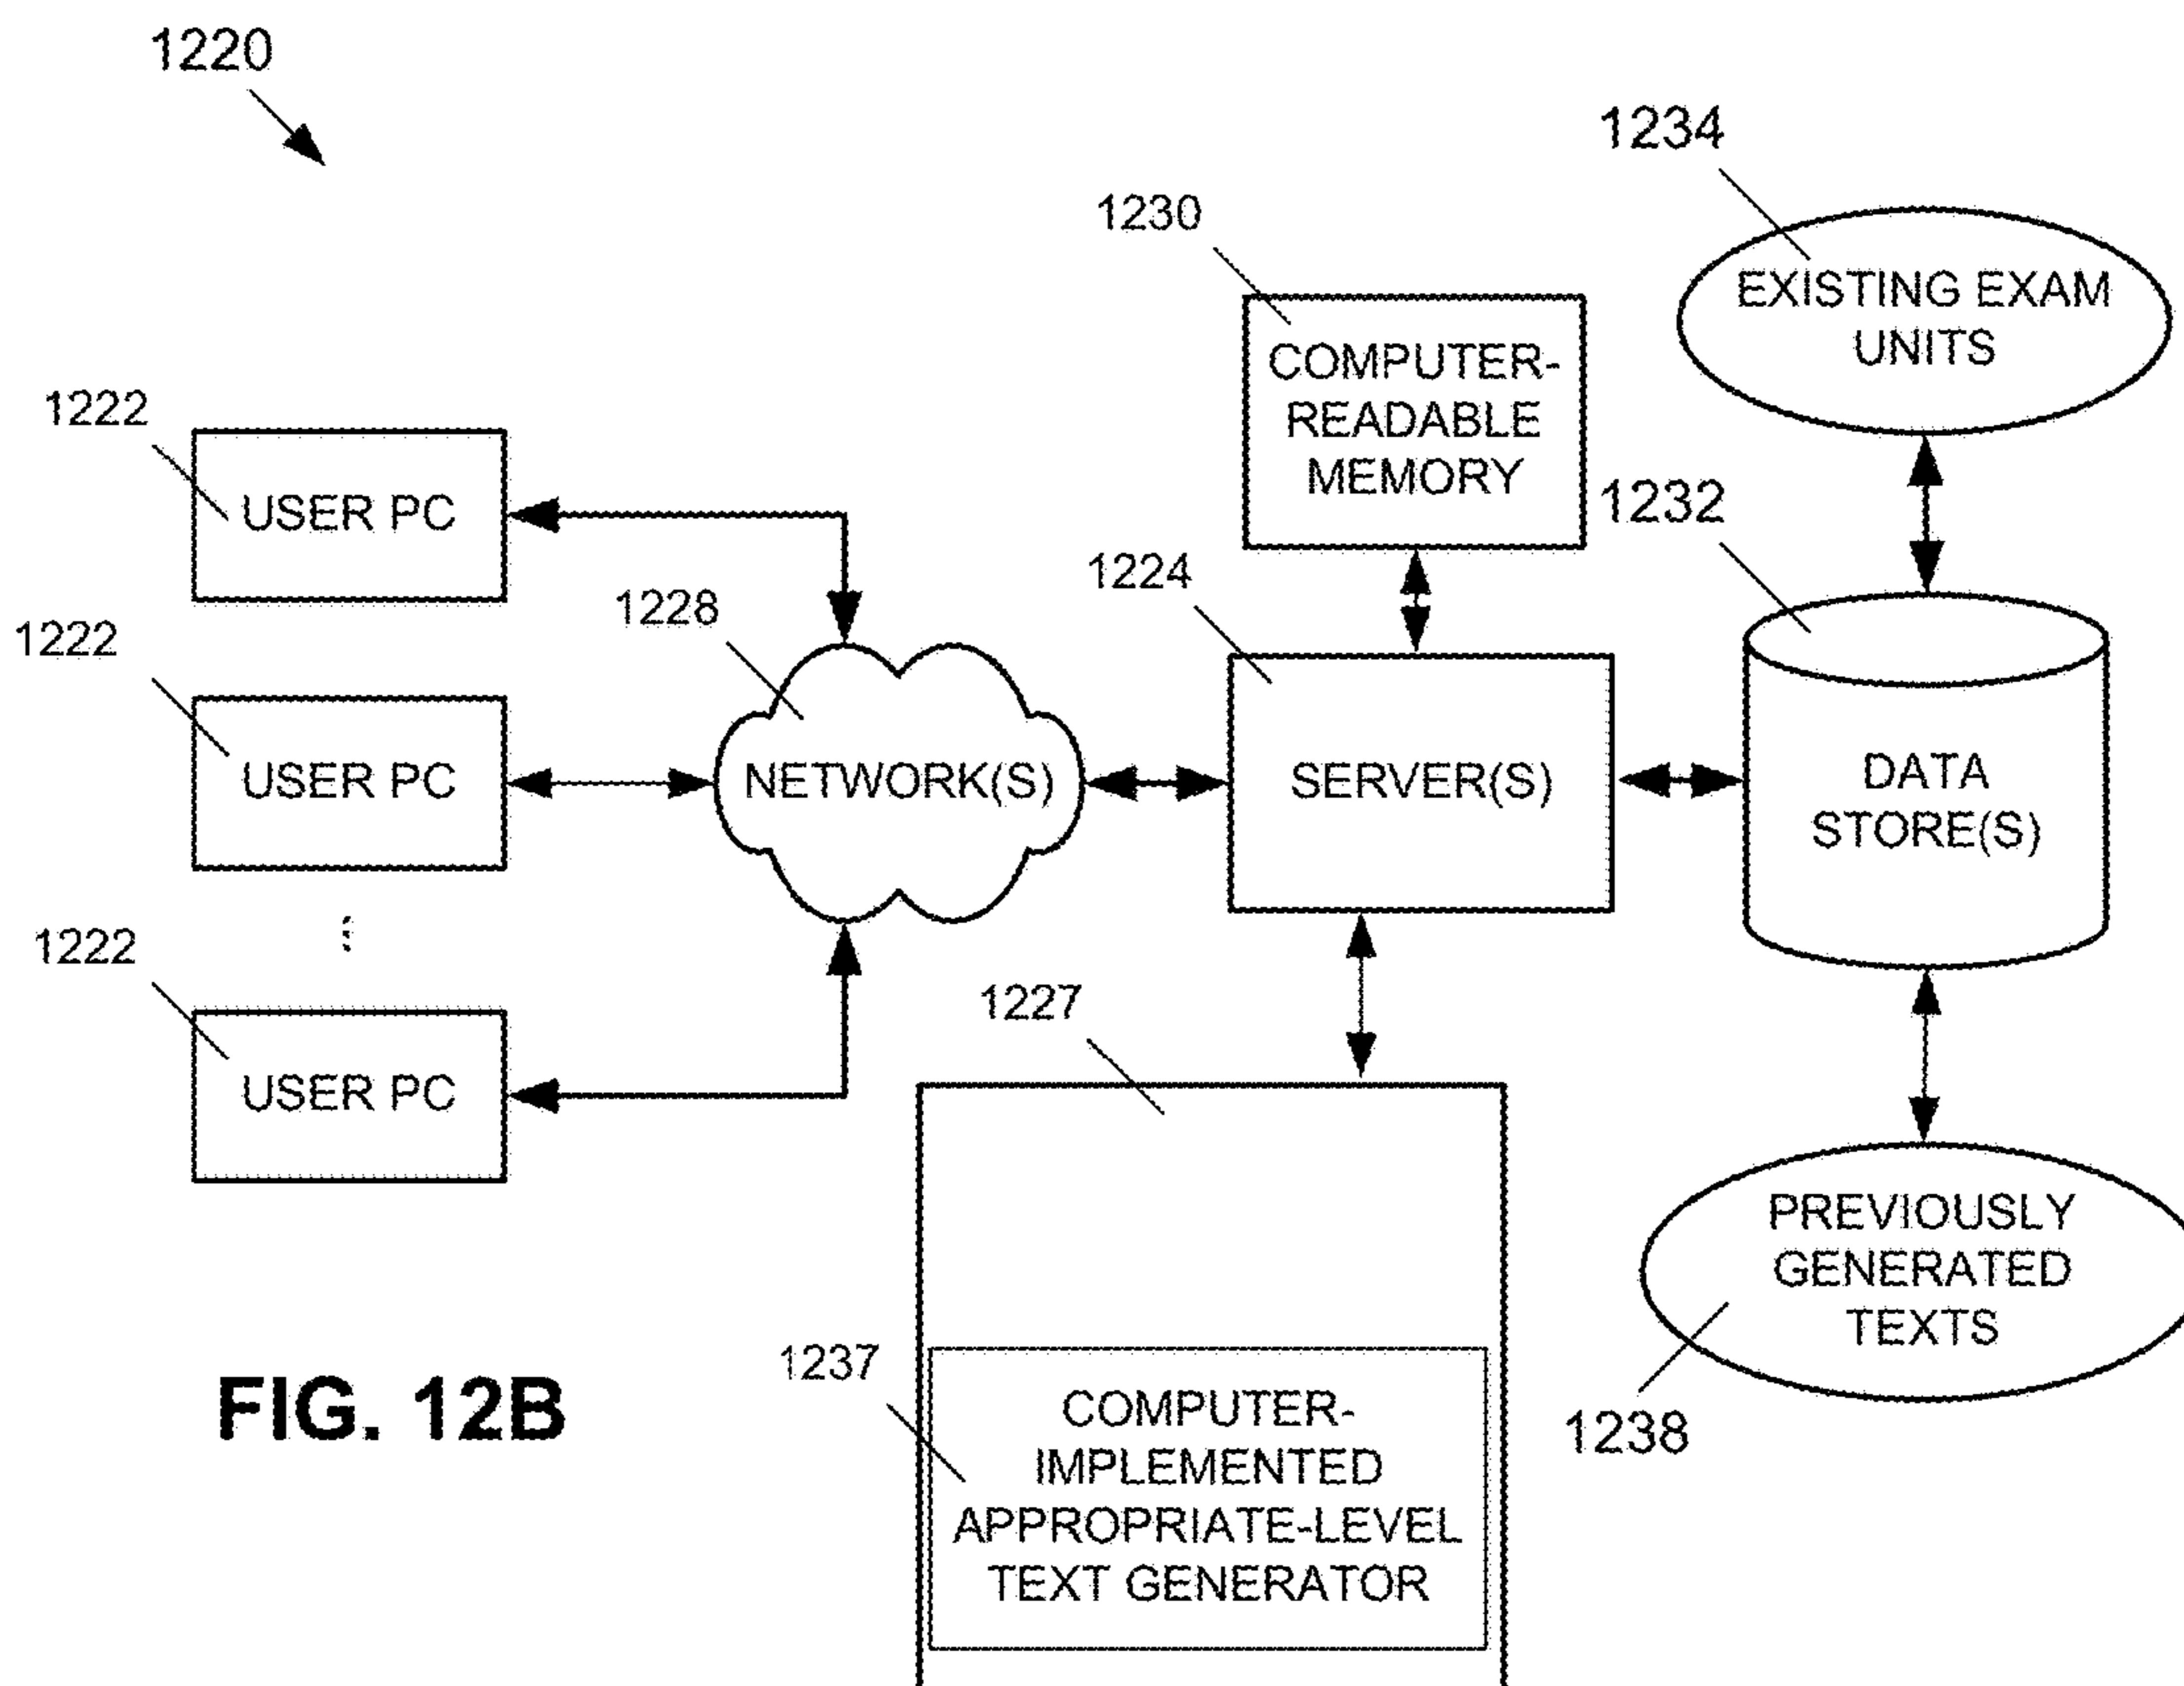 1220
1234
1230
EXISTING EXAM
UNITS
COMPUTER-
READABLE
MEMORY
1222
USER PC
1232
1224
1228
1222
USER PC
NETWORK(S)
SERVER(S)
DATA
STORE(S)
1222
USER PC
1227
PREVIOUSLY
GENERATED
TEXTS
1237
COMPUTER-
IMPLEMENTED
APPROPRIATE-LEVEL
TEXT GENERATOR
1238
FIG. 12B